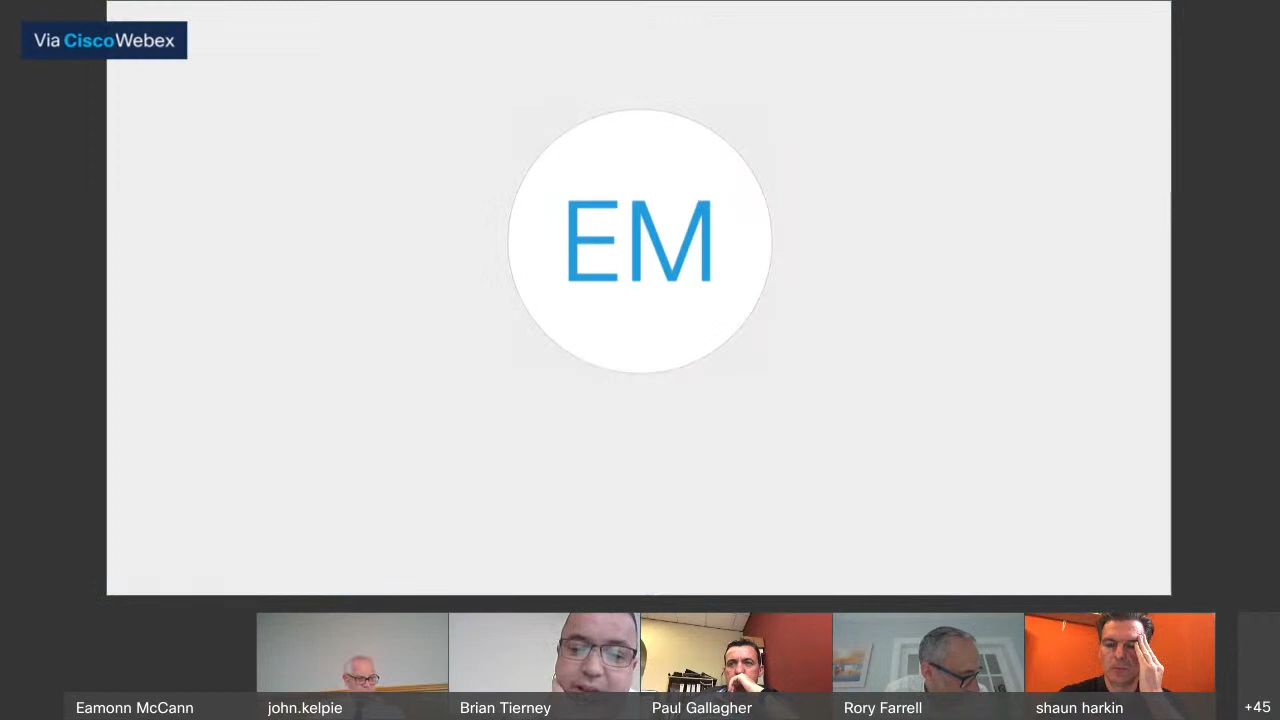 Via CiscoWebex
EM
Eamonn McCann
john.kelpie
Brian Tierney
Paul Gallagher
Rory Farrell
shaun harkin
+45